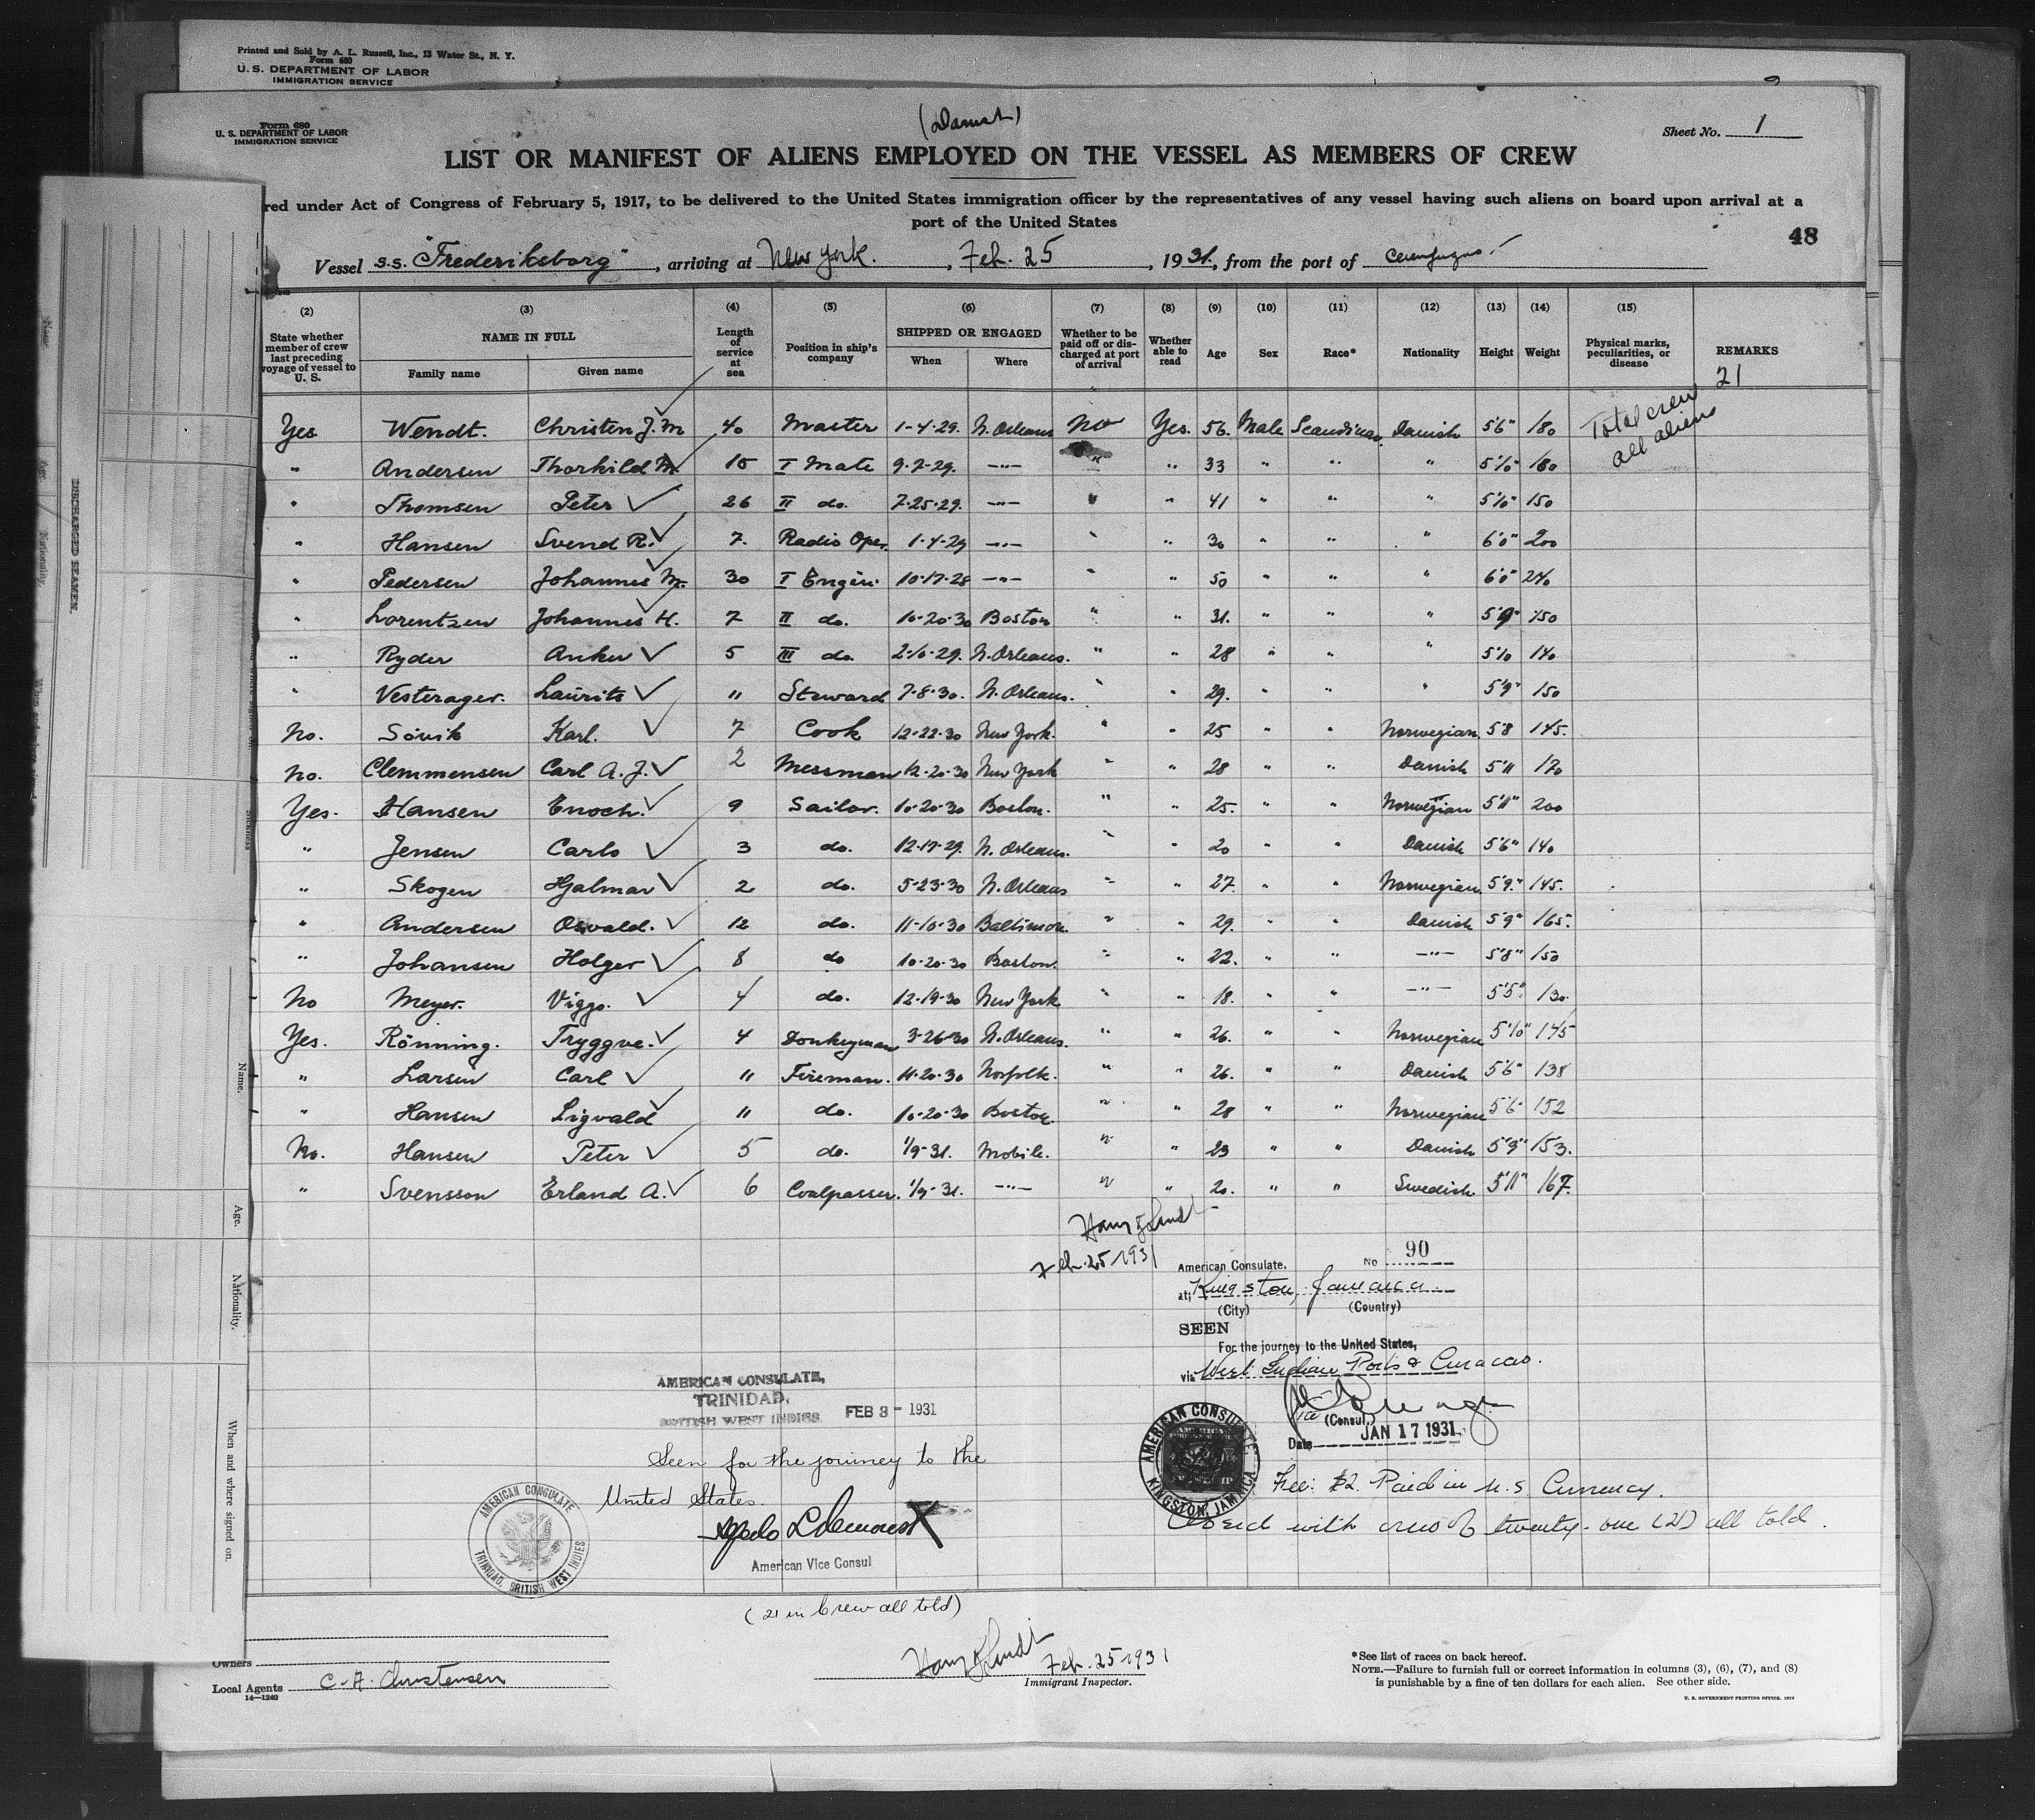 Printed and Sold by A. L. Russell, Inc., 13 Water St., N. Y.
Form 680
U. S. DEPARTMENT OF LABOR
IMMIGRATION SERVICE
Form 680
U. S. DEPARTMENT OF LABOR
IMMIGRATION SERVICE
(Danish)
Sheet No. 1
LIST OR MANIFEST OF ALIENS EMPLOYED ON THE VESSEL AS MEMBERS OF CREW
red under Act of Congress of February 5, 1917, to be delivered to the United States immigration officer by the representatives of any vessel having such aliens on board upon arrival at a
port of the United States
48
Vessel s.s. "Frederiksborg", arriving at New York., Feb. 25, 1931, from the port of
(2) (3) (4) (5) (6) (7) (8) (9) (10) (11) (12) (13) (14) (15)
State whether member of crew last preceding voyage of vessel to U. S. NAME IN FULL Family name Given name Length of service at sea Position in ship's company SHIPPED OR ENGAGED When Where Whether to be paid off or discharged at port of arrival Whether able to read Age Sex Race* Nationality Height Weight Physical marks, peculiarities, or disease REMARKS
21
Total crew
all aliens
Yes Wendt. Christen J. M 40 Master 1-4-29. N. Orleans No Yes. 56. Male Scandinav. Danish 5'6" 180
" Andersen Thorkild M. 15 I Mate 9-7-29. —"— " " 33 " " " 5'10" 180
" Thomsen Peter 26 II do. 7-25-29. —"— " " 41 " " " 5'10" 150
" Hansen Svend R. 7. Radio Oper. 1-4-29 —"— " " 30 " " " 6'0" 200
" Pedersen Johannes M. 30 I Engin. 10-17-28 —"— " " 50 " " " 6'0" 240
" Lorentzen Johannes H. 7 II do. 10-20-30 Boston " " 31. " " " 5'9" 150
" Ryder Anker 5 III do. 2-10-29. N. Orleans. " " 28 " " " 5'10 140
" Vesterager. Laurits 11 Steward 7-8-30. N. Orleans. " " 29. " " " 5'9" 150
No. Sövik Karl. 7 Cook 12-22-30 New York. " " 25 " " Norwegian 5'8 145.
No. Clemmensen Carl A. J. 2 Messman 12-20-30 New York " " 28 " " Danish 5'11 170
Yes. Hansen Enoch. 9 Sailor. 10-20-30 Boston. " " 25. " " Norwegian 5'11" 200
" Jensen Carlo 3 do. 12-17-29. N. Orleans. " " 20 " " Danish 5'6" 140
" Skogen Hjalmar 2 do. 5-23-30 N. Orleans " " 27. " " Norwegian 5'9." 145.
" Andersen Osvald. 12 do. 11-10-30 Baltimore. " " 29. " " Danish 5'9" 165.
" Johansen Holger 8 do 10-20-30 Boston. " " 22. " " —"— 5'8" 150
No Meyer. Viggo. 4 do. 12-19-30 New York " " 18. " " —"— 5'5" 130.
Yes. Rönning. Tryggve. 4 Donkeyman 3-26-30 N. Orleans. " " 26. " " Norwegian 5'10" 145
" Larsen Carl 11 Fireman. 11-20-30 Norfolk. " " 26. " " Danish 5'6" 138
" Hansen Sigvald 11 do. 10-20-30 Boston " " 28 " " Norwegian 5'6" 152
No. Hansen Peter 5 do. 1/9-31. Mobile. " " 23 " " Danish 5'9" 153.
" Svensson Erland A. 6 Coalpasser. 1/9-31. —"— " " 20. " " Swedish 5'11" 167.
Feb. 25 1931
American Consulate. No 90
at Kingston, Jamaica.
(City) (Country)
SEEN
For the journey to the United States,
via West Indian Ports & Curacao.
(Consul)
Date JAN 17 1931
AMERICAN CONSULATE KINGSTON, JAMAICA
Fee: $2. Paid in U. S. Currency.
Closed with crew of twenty-one (21) all told.
AMERICAN CONSULATE,
TRINIDAD,
BRITISH WEST INDIES
FEB 3 - 1931
Seen for the journey to the
United States.
American Vice Consul
AMERICAN CONSULATE TRINIDAD, BRITISH WEST INDIES
(21 in Crew all told)
Owners
Local Agents C. A. Christensen
14—1240
Feb. 25 1931
Immigrant Inspector.
*See list of races on back hereof.
NOTE.—Failure to furnish full or correct information in columns (3), (6), (7), and (8)
is punishable by a fine of ten dollars for each alien. See other side.
U. S. GOVERNMENT PRINTING OFFICE. 1929
DISCHARGED SEAMEN.
Name.
Age.
Nationality.
When and where signed on.